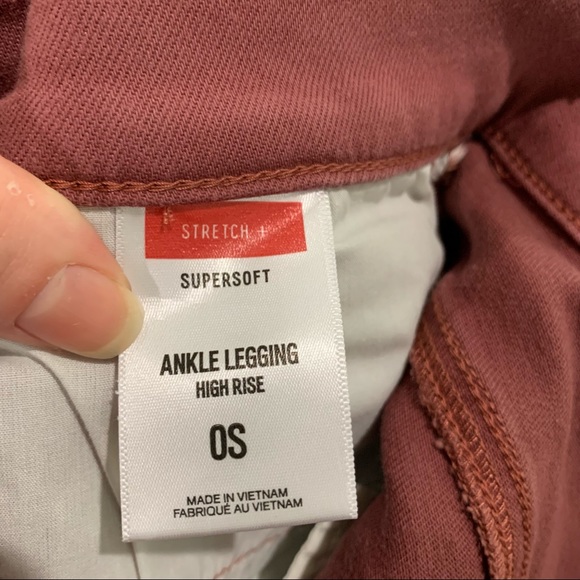 STRETCH +
SUPERSOFT
ANKLE LEGGING
HIGH RISE
0S
MADE IN VIETNAM
FABRIQUÉ AU VIETNAM